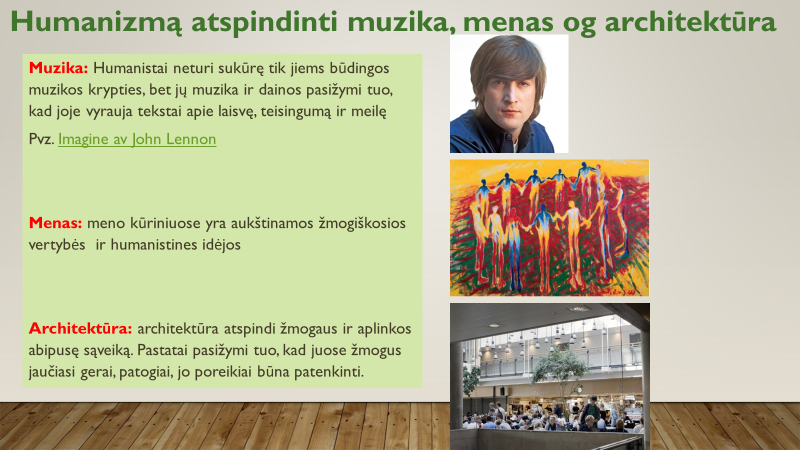 Humanizmą atspindinti muzika, menas og architektūra
Muzika: Humanistai neturi sukūrę tik jiems būdingos
muzikos krypties, bet jų muzika ir dainos pasižymi tuo,
kad joje vyrauja tekstai apie laisvę, teisingumą ir meilę
Pvz. Imagine av John Lennon
Menas: meno kūriniuose yra aukštinamos žmogiškosios
vertybės  ir humanistines idėjos
Architektūra: architektūra atspindi žmogaus ir aplinkos
abipusę sąveiką. Pastatai pasižymi tuo, kad juose žmogus
jaučiasi gerai, patogiai, jo poreikiai būna patenkinti.